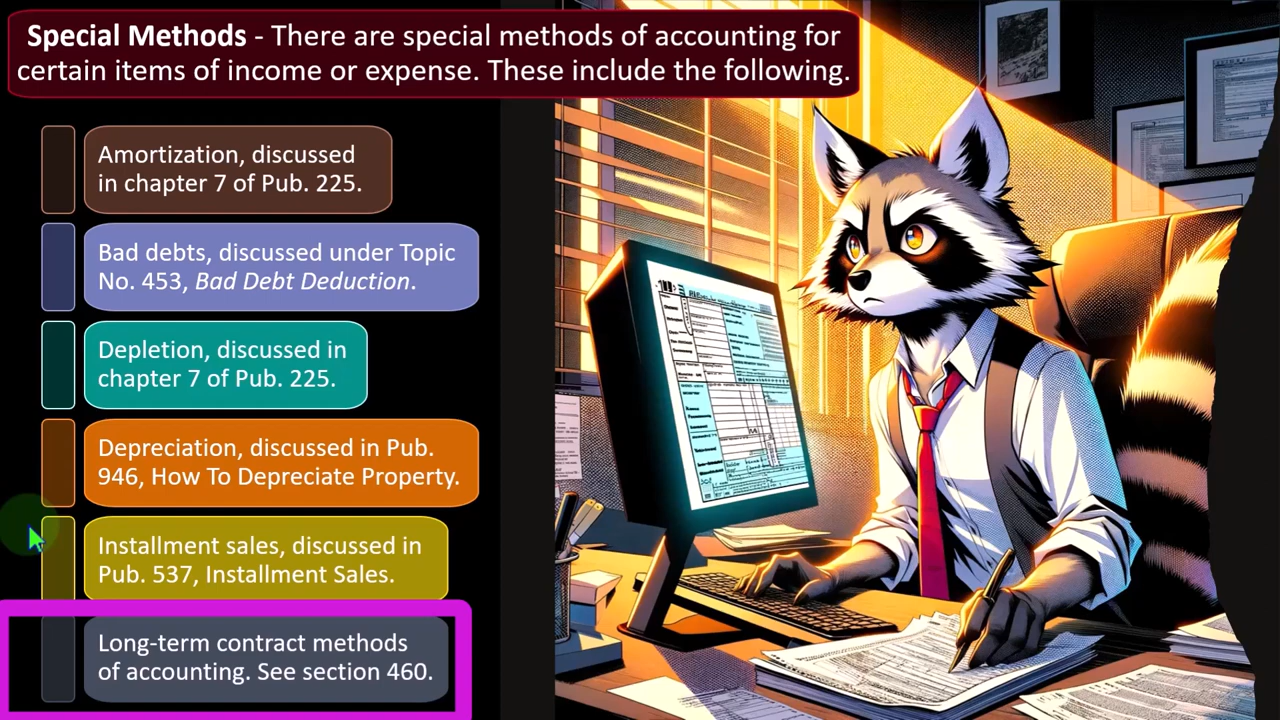 Special Methods - There are special methods of accounting for
certain items of income or expense. These include the following.
Amortization, discussed
in chapter 7 of Pub. 225.
Bad debts, discussed under Topic
No. 453, Bad Debt Deduction.
Depletion, discussed in
chapter 7 of Pub. 225.
Depreciation, discussed in Pub.
946, How To Depreciate Property.
Installment sales, discussed in
Pub. 537, Installment Sales.
Long-term contract methods
of accounting. See section 460.